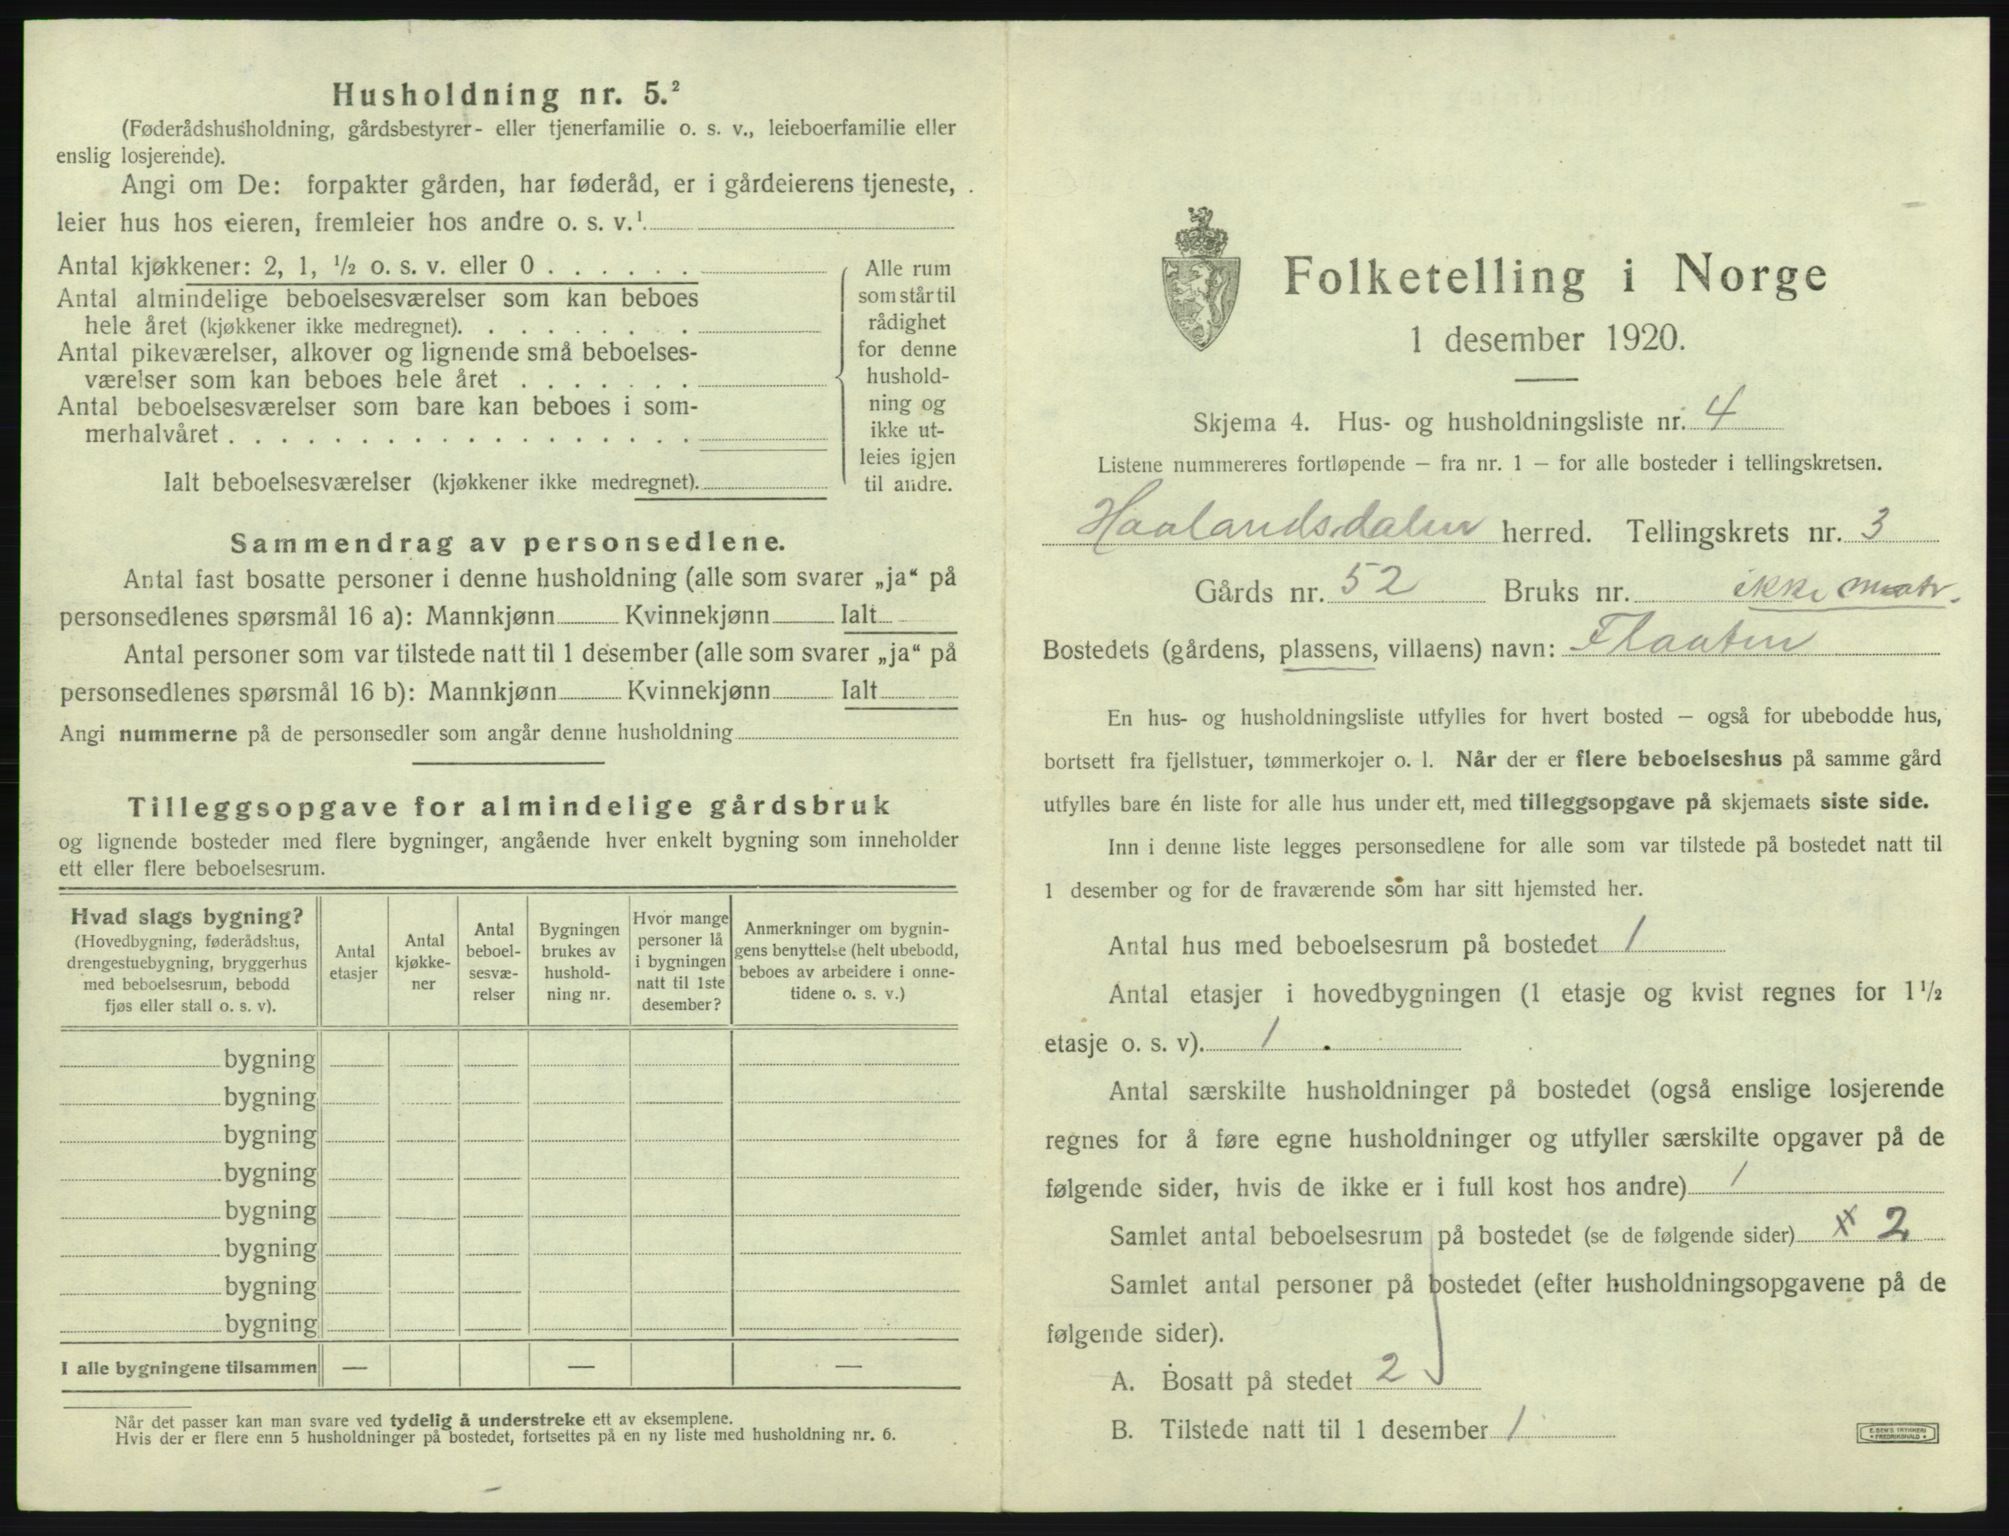 Husholdning nr. 5.²
(Føderådshusholdning, gårdsbestyrer- eller tjenerfamilie o. s. v., leieboerfamilie eller
enslig losjerende).
Angi om De: forpakter gården, har føderåd, er i gårdeierens tjeneste,
leier hus hos eieren, fremleier hos andre o. s. v.¹
Antal kjøkkener: 2, 1, ½ o. s. v. eller 0
Antal almindelige beboelsesværelser som kan beboes
hele året (kjøkkener ikke medregnet).
Antal pikeværelser, alkover og lignende små beboelses-
værelser som kan beboes hele året
Antal beboelsesværelser som bare kan beboes i som-
merhalvåret
Ialt beboelsesværelser (kjøkkener ikke medregnet).
Alle rum
som står til
rådighet
for denne
hushold-
ning og
ikke ut-
leies igjen
til andre.
Sammendrag av personsedlene.
Antal fast bosatte personer i denne husholdning (alle som svarer „ja“ på
personsedlenes spørsmål 16 a): Mannkjønn Kvinnekjønn Ialt
Antal personer som var tilstede natt til 1 desember (alle som svarer „ja“ på
personsedlenes spørsmål 16 b): Mannkjønn Kvinnekjønn Ialt
Angi nummerne på de personsedler som angår denne husholdning
Tilleggsopgave for almindelige gårdsbruk
og lignende bosteder med flere bygninger, angående hver enkelt bygning som inneholder
ett eller flere beboelsesrum.
Hvad slags bygning?
(Hovedbygning, føderådshus,
drengestuebygning, bryggerhus
med beboelsesrum, bebodd
fjøs eller stall o. s. v).
Antal
etasjer
Antal
kjøkke-
ner
Antal
beboel-
sesvæ-
relser
Bygningen
brukes av
hushold-
ning nr.
Hvor mange
personer lå
i bygningen
natt til 1ste
desember?
Anmerkninger om bygnin-
gens benyttelse (helt ubebodd,
beboes av arbeidere i onne-
tidene o. s. v.)
bygning
bygning
bygning
bygning
bygning
bygning
bygning
bygning
I alle bygningene tilsammen — — —
Når det passer kan man svare ved tydelig å understreke ett av eksemplene.
Hvis der er flere enn 5 husholdninger på bostedet, fortsettes på en ny liste med husholdning nr. 6.
Folketelling i Norge
1 desember 1920.
Skjema 4. Hus- og husholdningsliste nr. 4
Listene nummereres fortløpende – fra nr. 1 – for alle bosteder i tellingskretsen.
Haalandsdalen herred. Tellingskrets nr. 3
Gårds nr. 52 Bruks nr. ikke matr.
Bostedets (gårdens, plassens, villaens) navn: Flaaten
En hus- og husholdningsliste utfylles for hvert bosted – også for ubebodde hus,
bortsett fra fjellstuer, tømmerkojer o. l. Når der er flere beboelseshus på samme gård
utfylles bare én liste for alle hus under ett, med tilleggsopgave på skjemaets siste side.
Inn i denne liste legges personsedlene for alle som var tilstede på bostedet natt til
1 desember og for de fraværende som har sitt hjemsted her.
Antal hus med beboelsesrum på bostedet 1
Antal etasjer i hovedbygningen (1 etasje og kvist regnes for 1½
etasje o. s. v). 1
Antal særskilte husholdninger på bostedet (også enslige losjerende
regnes for å føre egne husholdninger og utfyller særskilte opgaver på de
følgende sider, hvis de ikke er i full kost hos andre) 1
Samlet antal beboelsesrum på bostedet (se de følgende sider) 2
Samlet antal personer på bostedet (efter husholdningsopgavene på de
følgende sider).
A. Bosatt på stedet 2
B. Tilstede natt til 1 desember 1
E. SEM'S TRYKKERI
FREDRIKSHALD